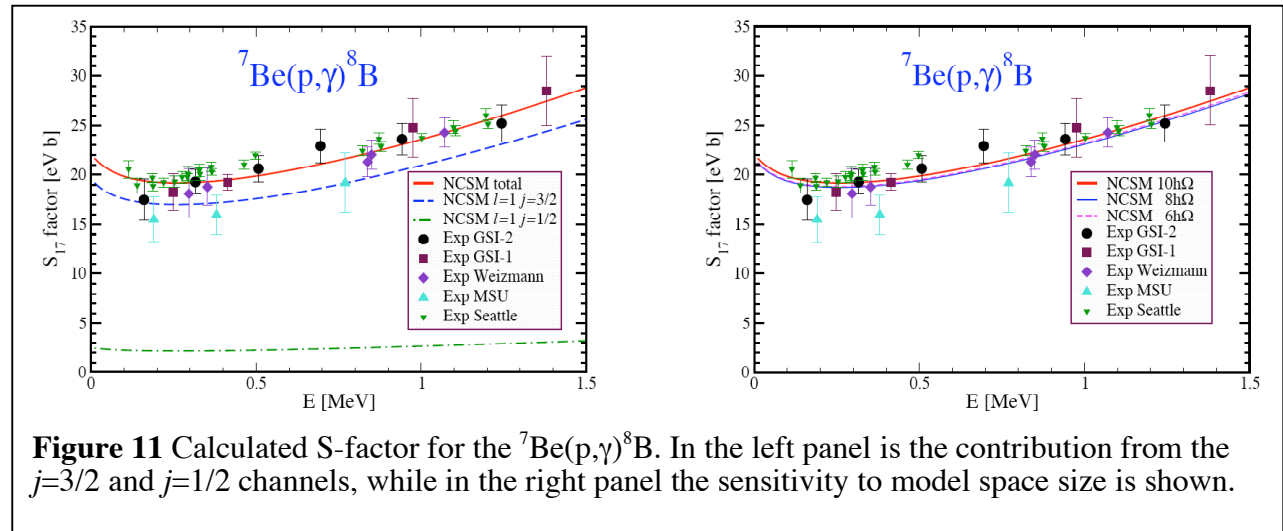 35
30
25
20
15
10
5
0
S₁₇ factor [eV b]
⁷Be(p,γ)⁸B
NCSM total
NCSM l=1 j=3/2
NCSM l=1 j=1/2
Exp GSI-2
Exp GSI-1
Exp Weizmann
Exp MSU
Exp Seattle
0 0.5 1 1.5
E [MeV]
35
30
25
20
15
10
5
0
S₁₇ factor [eV b]
⁷Be(p,γ)⁸B
NCSM 10hΩ
NCSM 8hΩ
NCSM 6hΩ
Exp GSI-2
Exp GSI-1
Exp Weizmann
Exp MSU
Exp Seattle
0 0.5 1 1.5
E [MeV]
Figure 11 Calculated S-factor for the ⁷Be(p,γ)⁸B. In the left panel is the contribution from the
j=3/2 and j=1/2 channels, while in the right panel the sensitivity to model space size is shown.